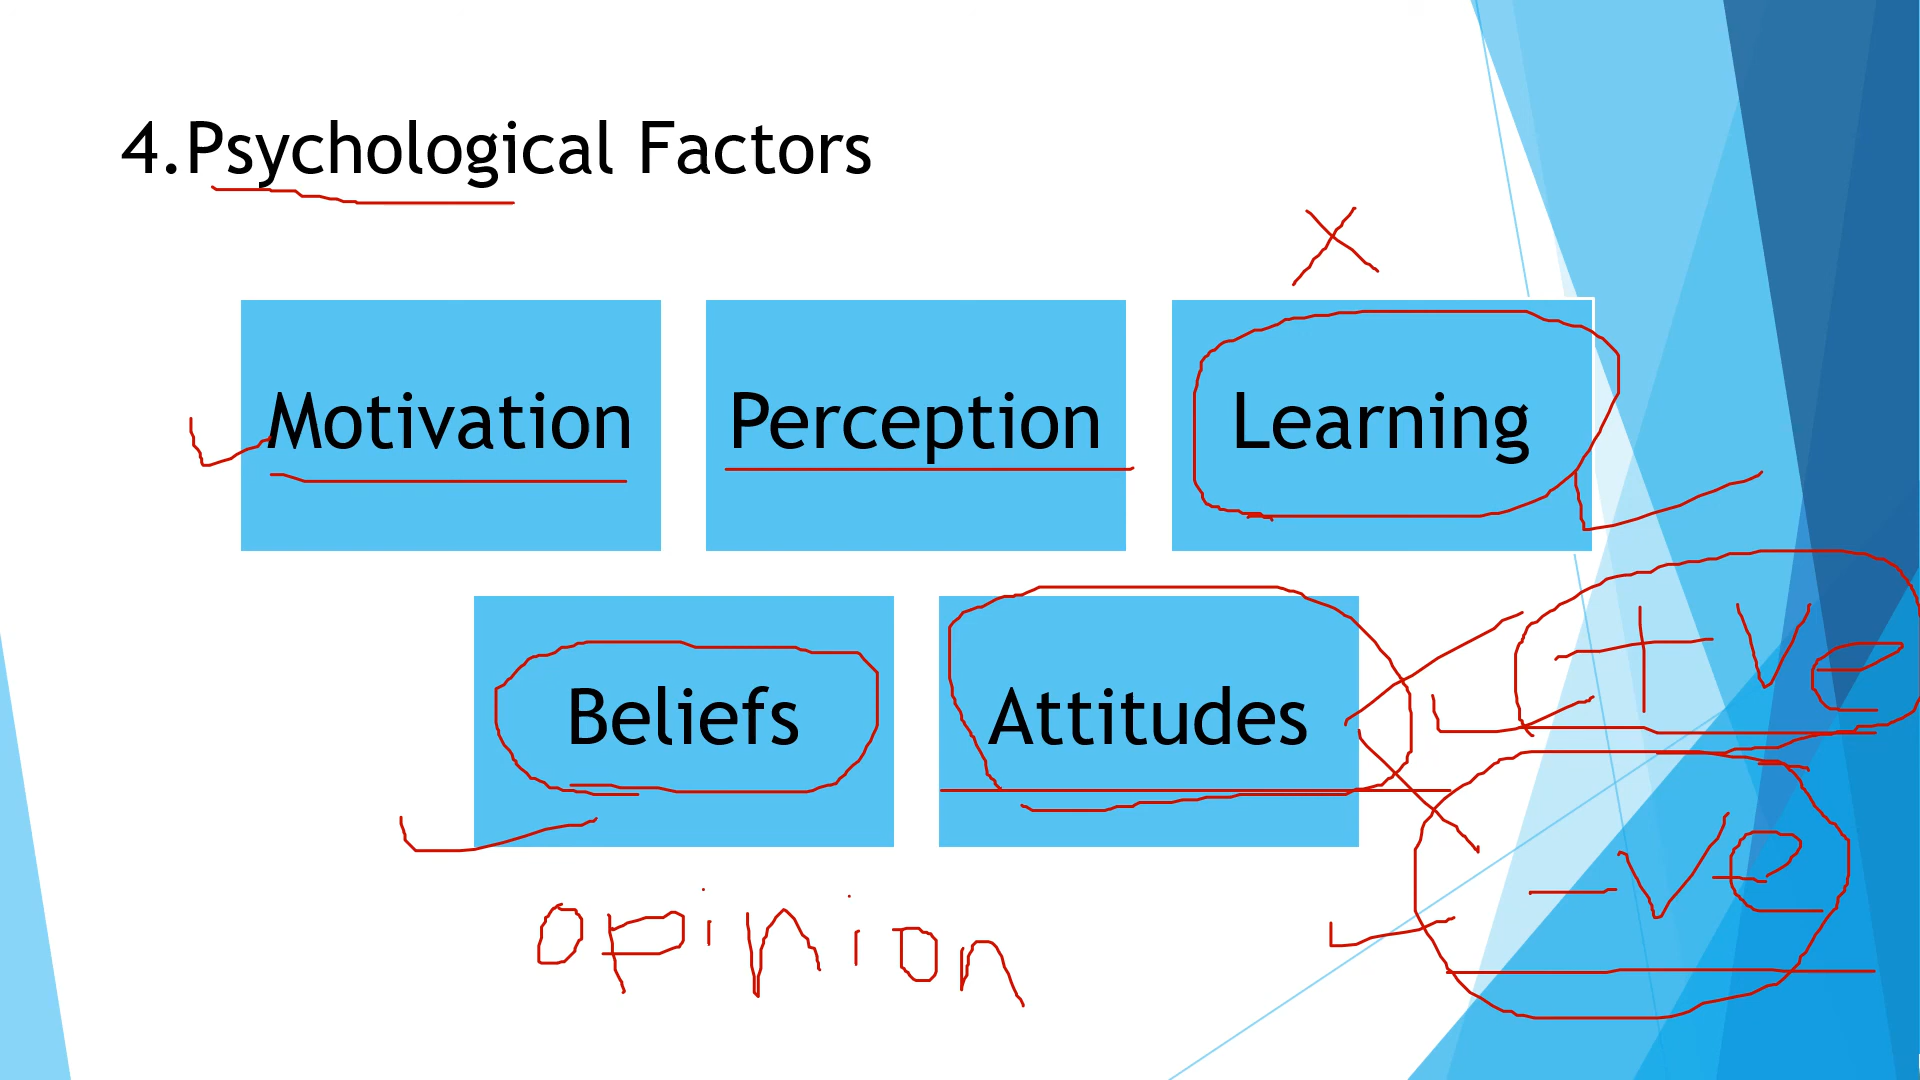 4.Psychological Factors
Motivation Perception Learning
+ve
Beliefs Attitudes
-ve
opinion